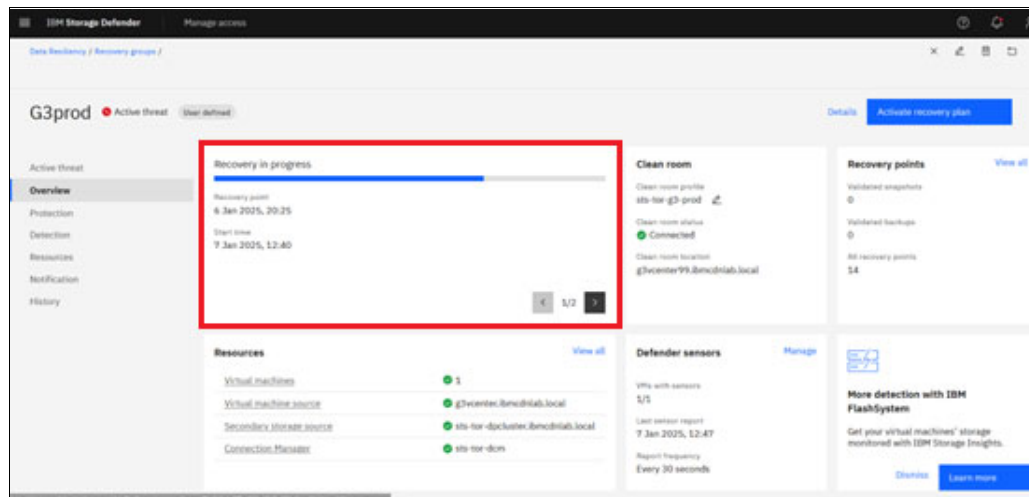 IBM Storage Defender Manage access
Data Resiliency / Recovery groups /
G3prod Active threat User defined Details Activate recovery plan
Active threat
Overview
Protection
Detection
Resources
Notification
History
Recovery in progress
Recovery point
6 Jan 2025, 20:25
Start time
7 Jan 2025, 12:40
1/2
Clean room
Clean room profile
sts-tor-g3-prod
Clean room status
Connected
Clean room location
g3vcenter99.ibmcdnlab.local
Recovery points View all
Validated snapshots
0
Validated backups
0
All recovery points
14
Resources View all
Virtual machines 1
Virtual machine source g3vcenter.ibmcdnlab.local
Secondary storage source sts-tor-dpcluster.ibmcdnlab.local
Connection Manager sts-tor-dcm
Defender sensors Manage
VMs with sensors
1/1
Last sensor report
7 Jan 2025, 12:47
Report frequency
Every 30 seconds
More detection with IBM
FlashSystem
Get your virtual machines' storage
monitored with IBM Storage Insights.
Dismiss Learn more